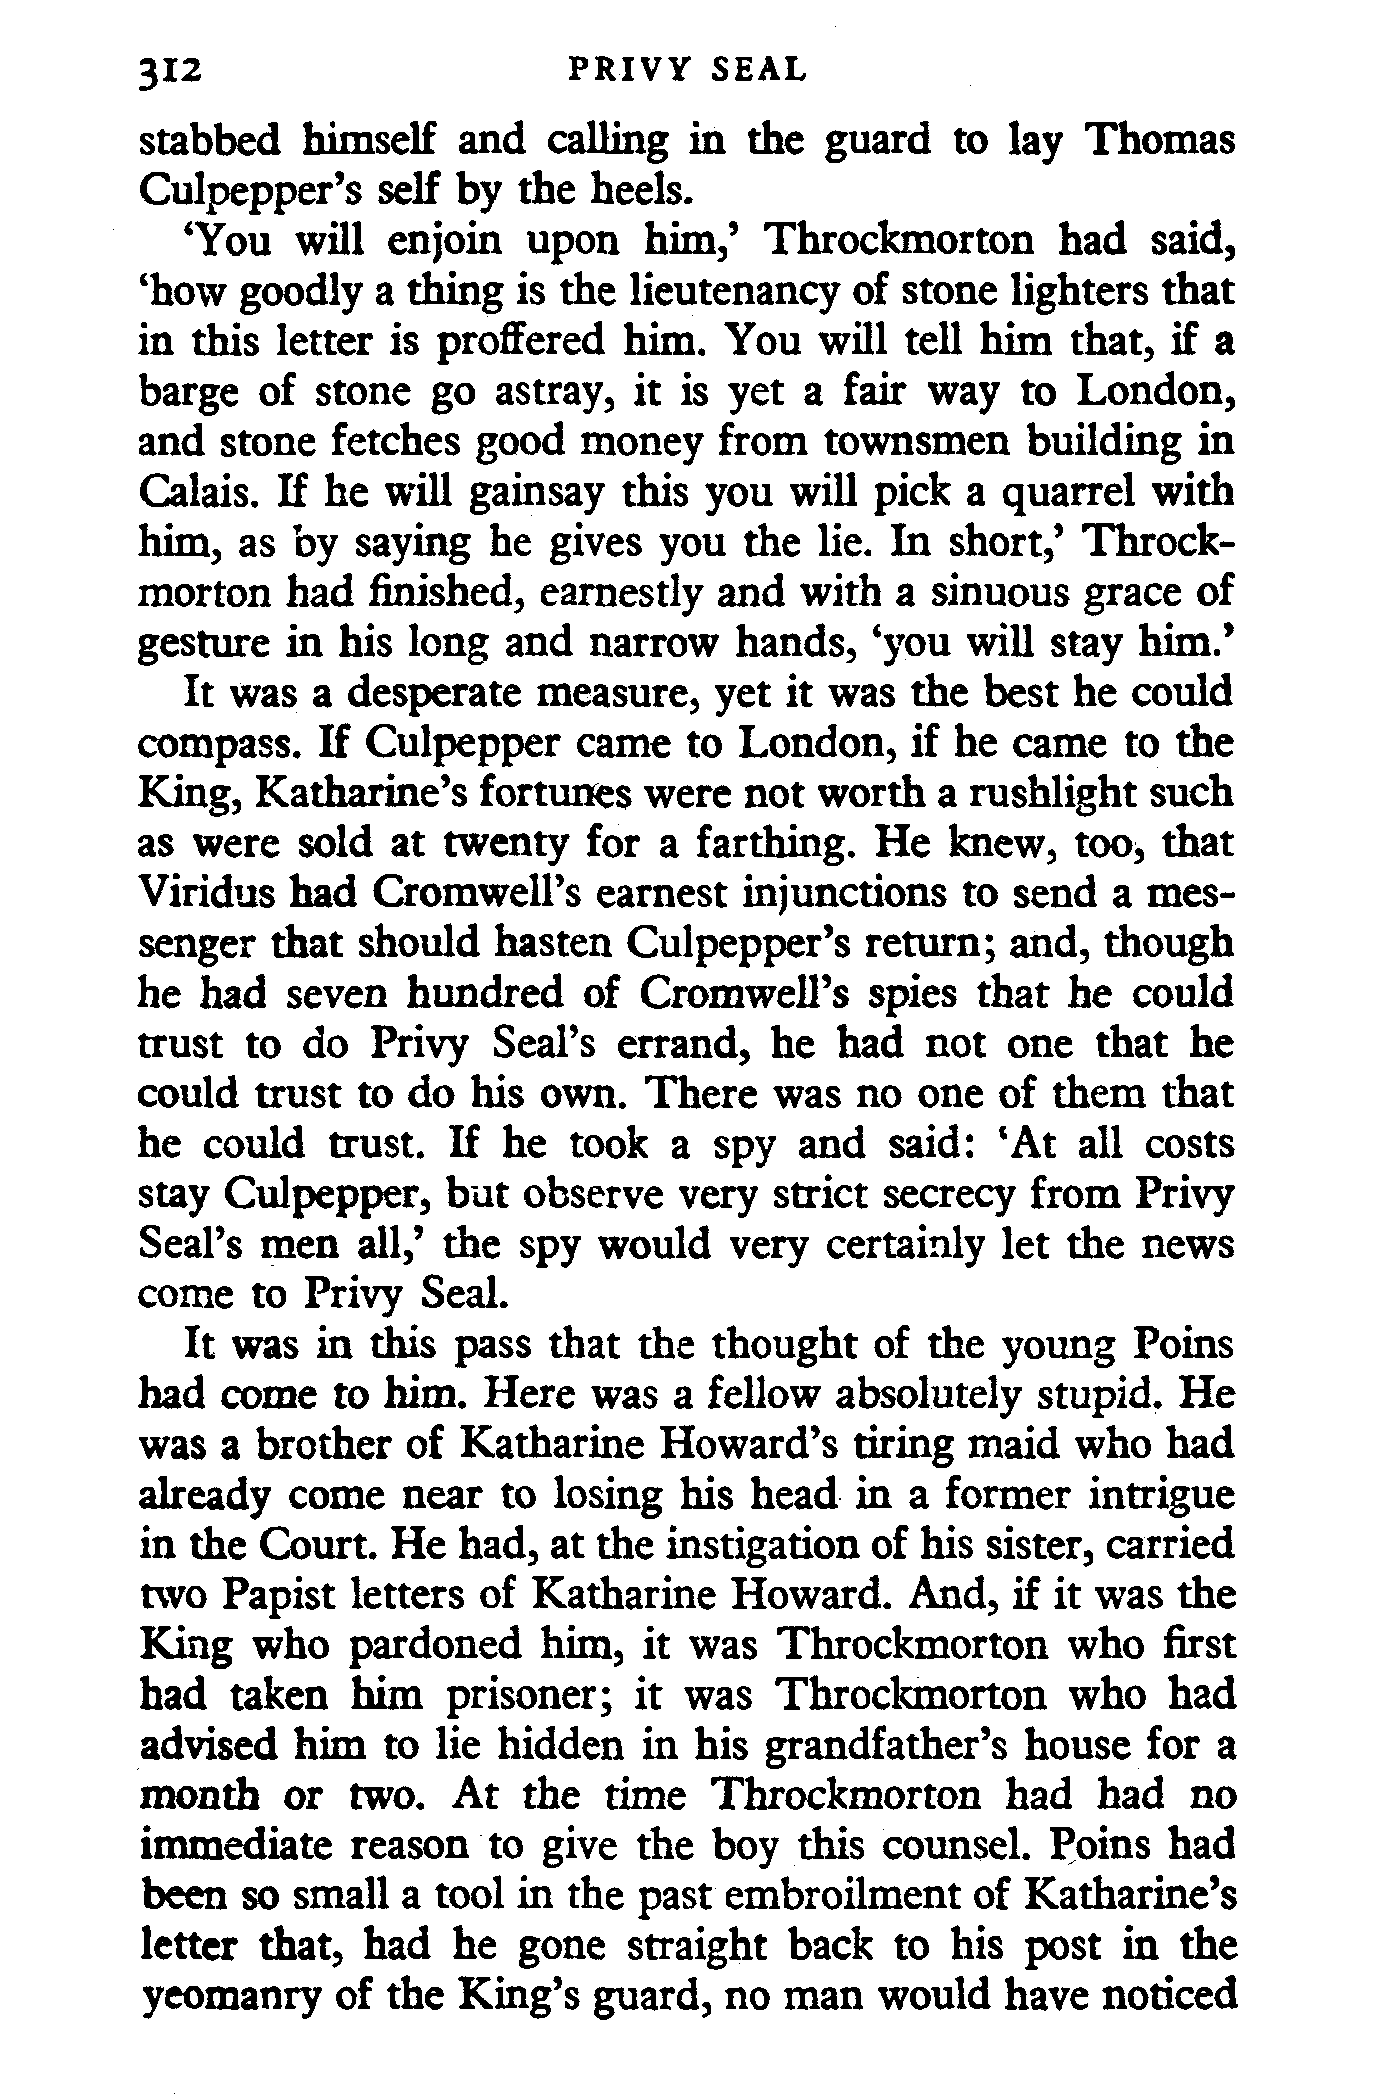 312 PRIVY SEAL
stabbed himself and calling in the guard to lay Thomas
Culpepper's self by the heels.
'You will enjoin upon him,' Throckmorton had said,
'how goodly a thing is the lieutenancy of stone lighters that
in this letter is proffered him. You will tell him that, if a
barge of stone go astray, it is yet a fair way to London,
and stone fetches good money from townsmen building in
Calais. If he will gainsay this you will pick a quarrel with
him, as by saying he gives you the lie. In short,' Throck-
morton had finished, earnestly and with a sinuous grace of
gesture in his long and narrow hands, 'you will stay him.'
It was a desperate measure, yet it was the best he could
compass. If Culpepper came to London, if he came to the
King, Katharine's fortunes were not worth a rushlight such
as were sold at twenty for a farthing. He knew, too, that
Viridus had Cromwell's earnest injunctions to send a mes-
senger that should hasten Culpepper's return; and, though
he had seven hundred of Cromwell's spies that he could
trust to do Privy Seal's errand, he had not one that he
could trust to do his own. There was no one of them that
he could trust. If he took a spy and said: 'At all costs
stay Culpepper, but observe very strict secrecy from Privy
Seal's men all,' the spy would very certainly let the news
come to Privy Seal.
It was in this pass that the thought of the young Poins
had come to him. Here was a fellow absolutely stupid. He
was a brother of Katharine Howard's tiring maid who had
already come near to losing his head in a former intrigue
in the Court. He had, at the instigation of his sister, carried
two Papist letters of Katharine Howard. And, if it was the
King who pardoned him, it was Throckmorton who first
had taken him prisoner; it was Throckmorton who had
advised him to lie hidden in his grandfather's house for a
month or two. At the time Throckmorton had had no
immediate reason to give the boy this counsel. Poins had
been so small a tool in the past embroilment of Katharine's
letter that, had he gone straight back to his post in the
yeomanry of the King's guard, no man would have noticed